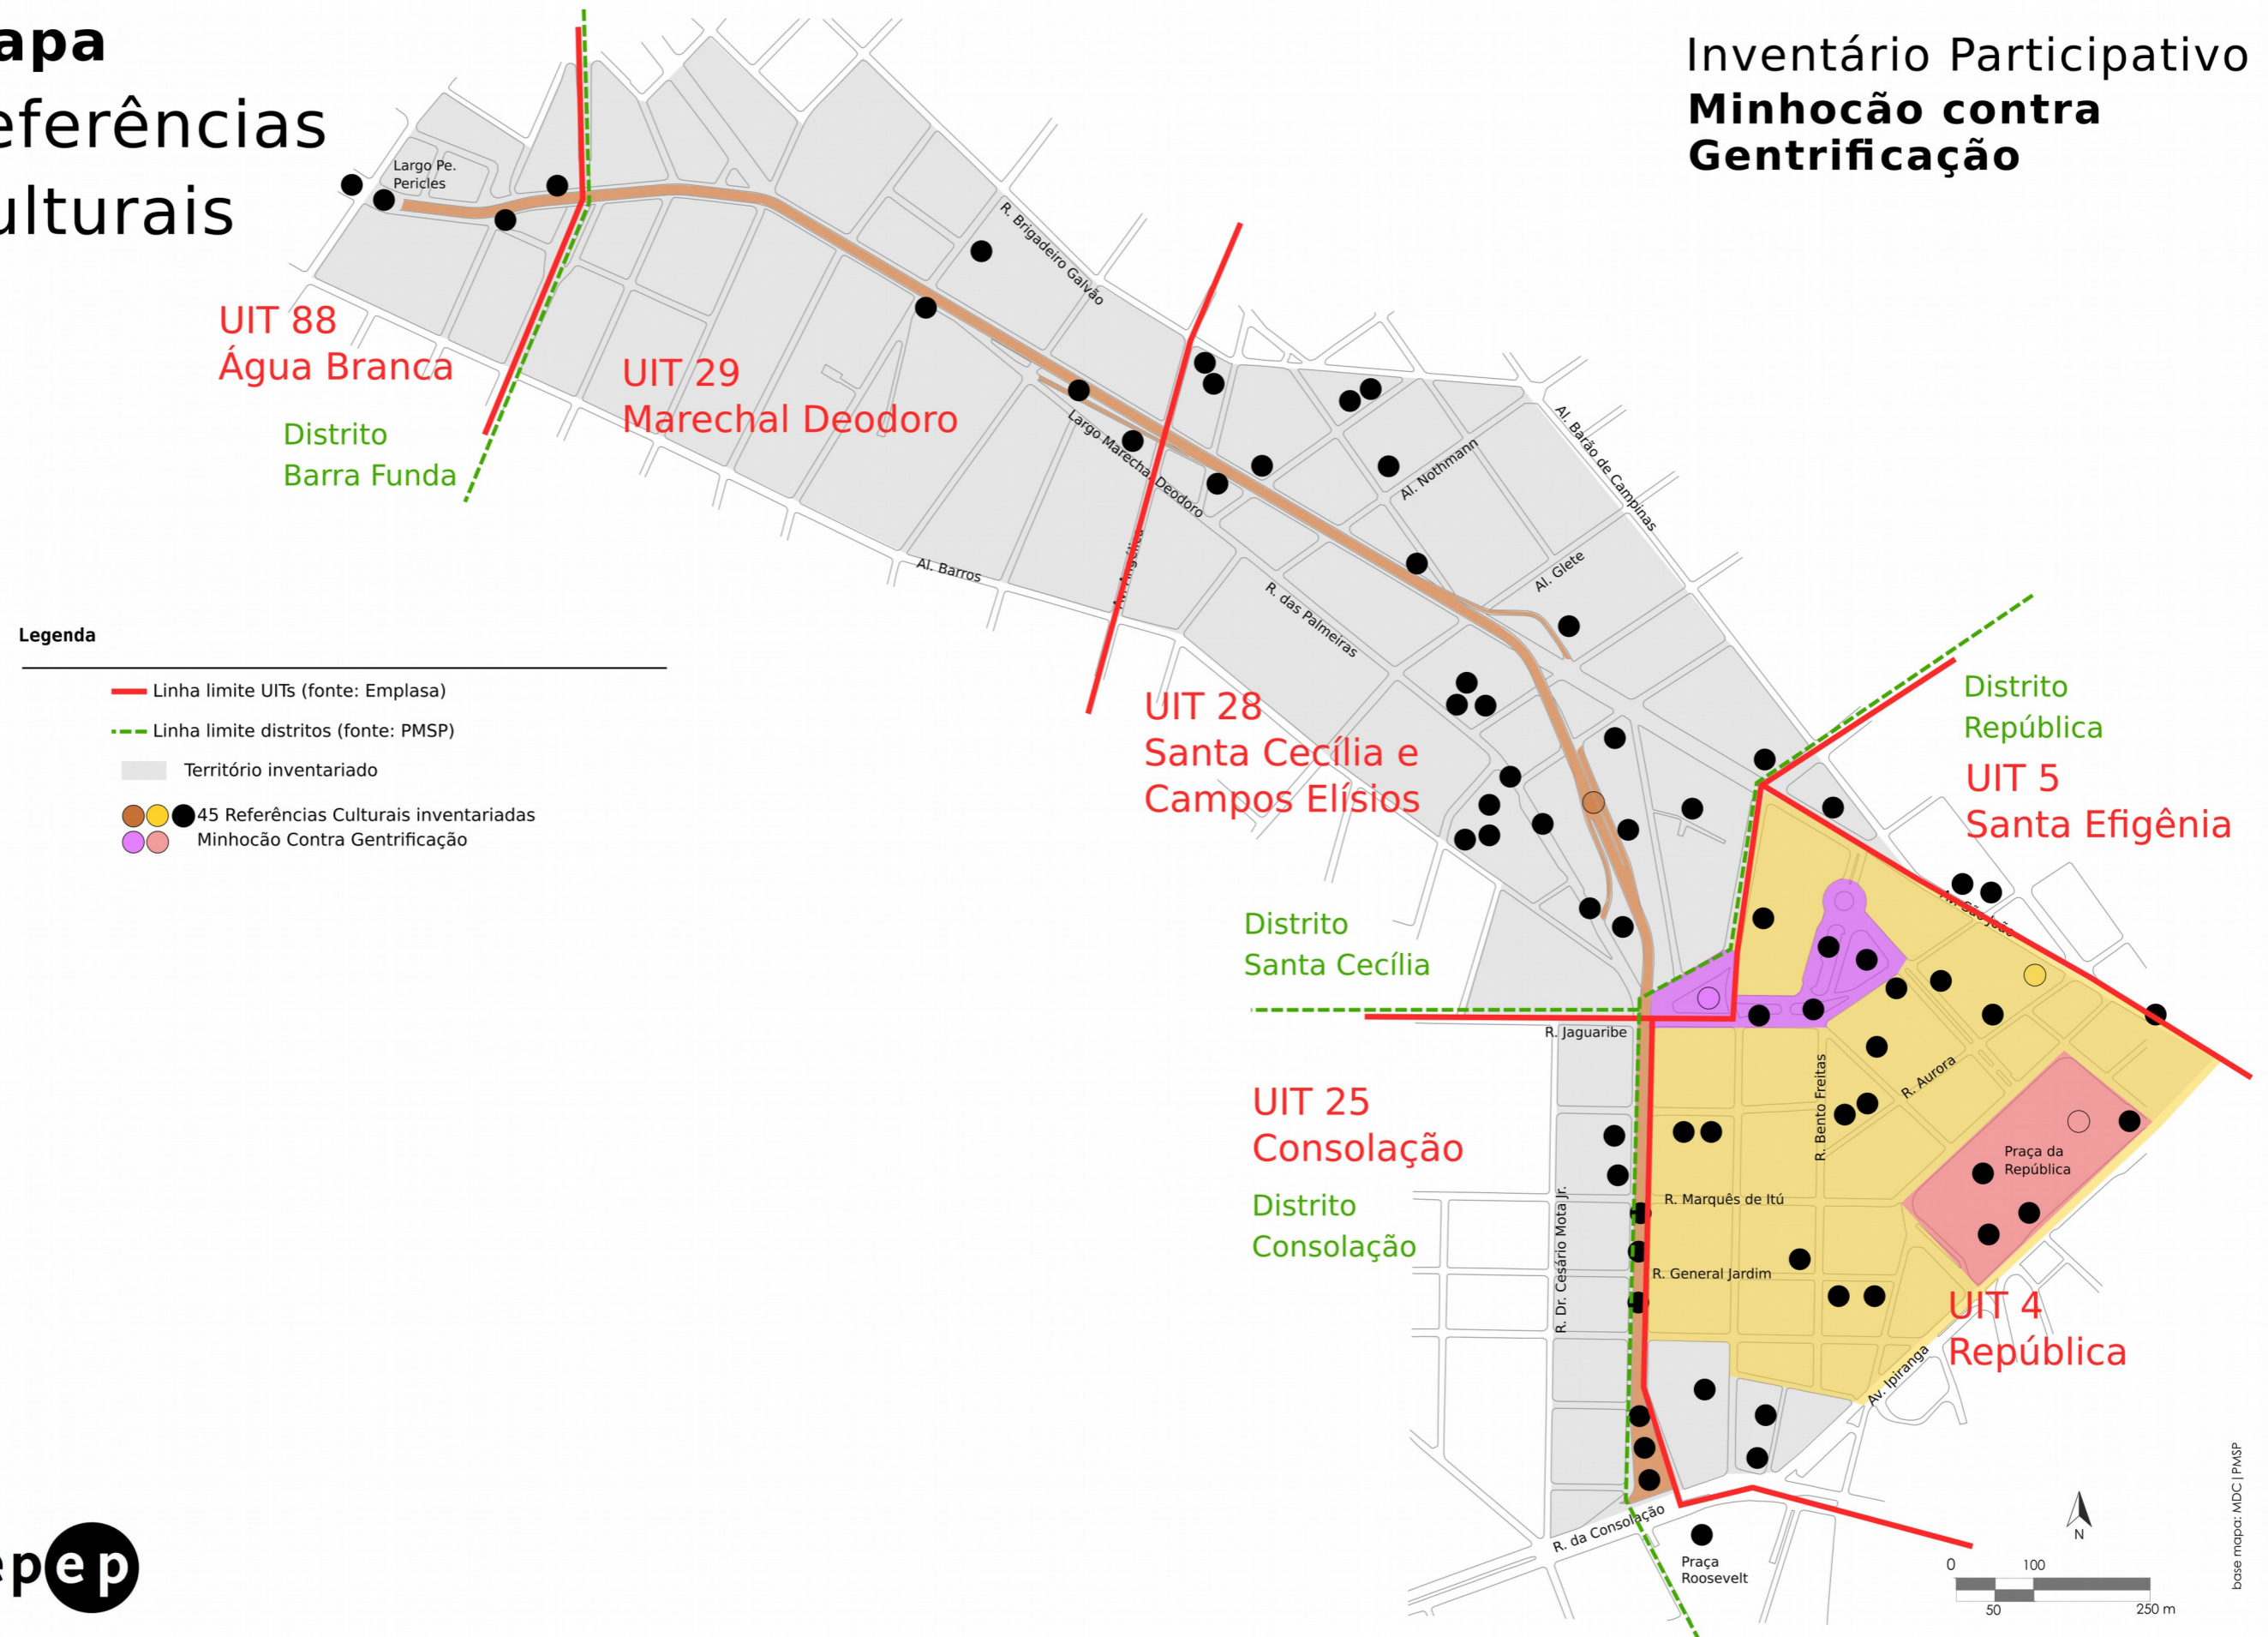 apa
eferências
ulturais
Inventário Participativo
Minhocão contra
Gentrificação
Largo Pe.
Pericles
R. Brigadeiro Galvão
UIT 88
Água Branca
Distrito
Barra Funda
UIT 29
Marechal Deodoro
Largo Marechal Deodoro
Al. Barros
Av. Angélica
Al. Nothmann
Al. Barão de Campinas
Al. Glete
R. das Palmeiras
Legenda
Linha limite UITs (fonte: Emplasa)
Linha limite distritos (fonte: PMSP)
Território inventariado
45 Referências Culturais inventariadas
Minhocão Contra Gentrificação
UIT 28
Santa Cecília e
Campos Elísios
Distrito
República
UIT 5
Santa Efigênia
Av. São João
Distrito
Santa Cecília
R. Jaguaribe
UIT 25
Consolação
Distrito
Consolação
R. Bento Freitas
R. Aurora
Praça da
República
R. Marquês de Itú
R. Dr. Cesário Mota Jr.
R. General Jardim
UIT 4
República
Av. Ipiranga
R. da Consolação
Praça
Roosevelt
N
0 100
50 250 m
base mapa: MDC | PMSP
epep